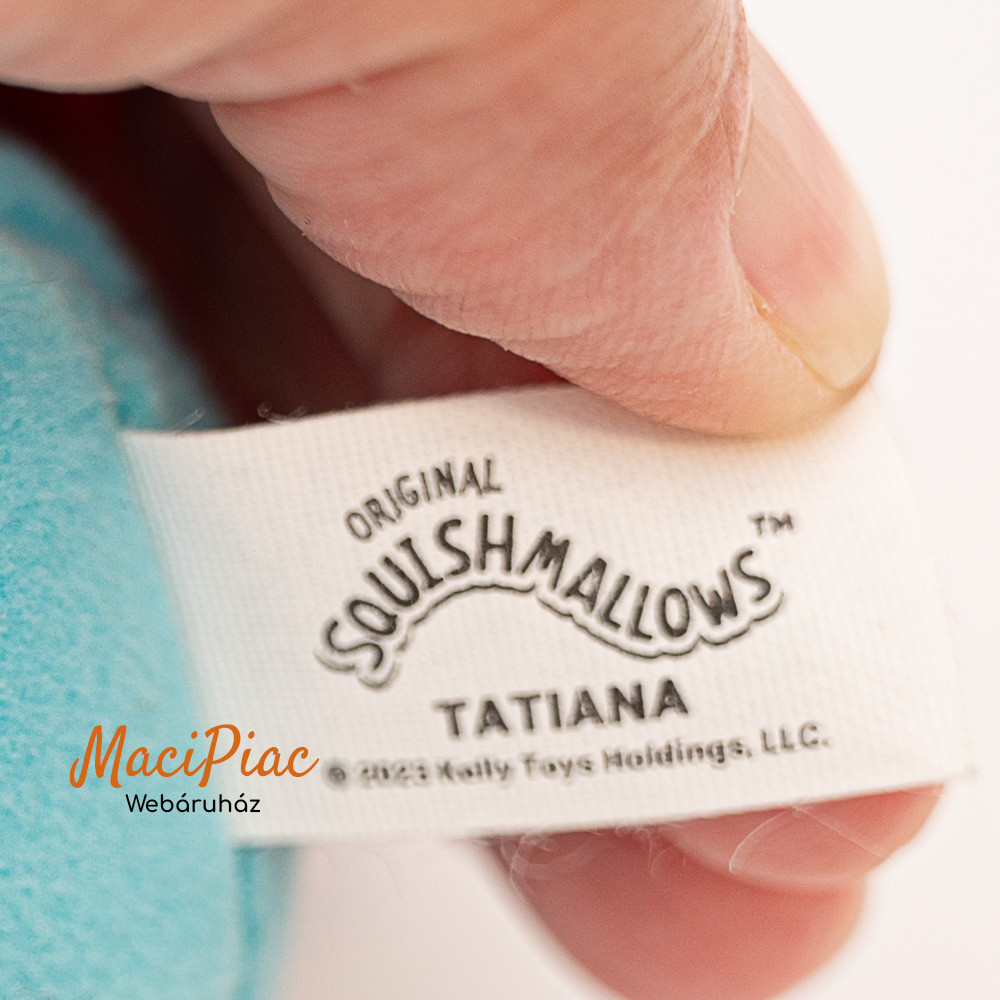 ORIGINAL
SQUISHMALLOWS™
TATIANA
© 2023 Kelly Toys Holdings, LLC.
MaciPiac
Webáruház